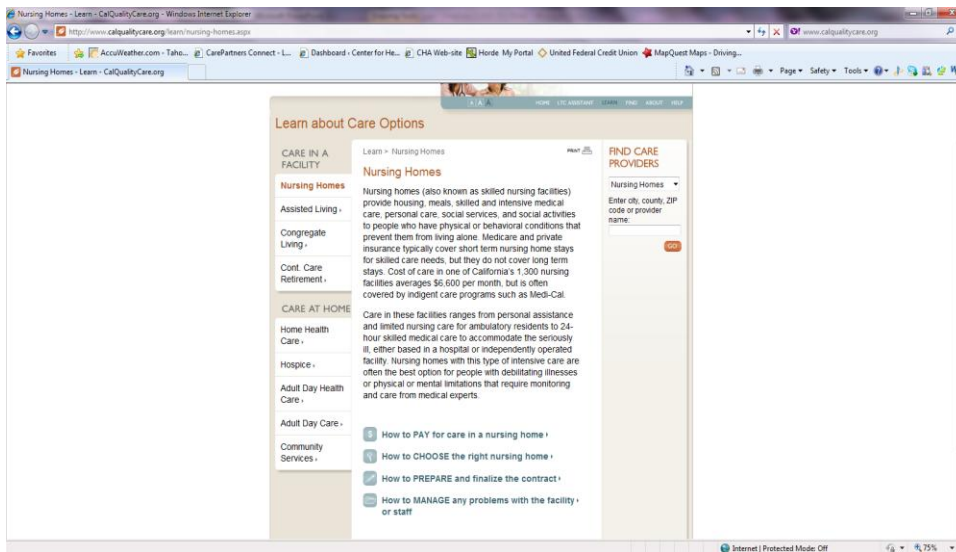 Nursing Homes - Learn - CalQualityCare.org - Windows Internet Explorer
http://www.calqualitycare.org/learn/nursing-homes.aspx
www.calqualitycare.org
Favorites AccuWeather.com - Taho... CarePartners Connect - L... Dashboard - Center for He... CHA Web-site Horde My Portal United Federal Credit Union MapQuest Maps - Driving...
Nursing Homes - Learn - CalQualityCare.org
Page Safety Tools
A A A
HOME LTC ASSISTANT LEARN FIND ABOUT HELP
Learn about Care Options
CARE IN A
FACILITY
Nursing Homes
Assisted Living
Congregate
Living
Cont. Care
Retirement
CARE AT HOME
Home Health
Care
Hospice
Adult Day Health
Care
Adult Day Care
Community
Services
Learn > Nursing Homes
PRINT
Nursing Homes
Nursing homes (also known as skilled nursing facilities)
provide housing, meals, skilled and intensive medical
care, personal care, social services, and social activities
to people who have physical or behavioral conditions that
prevent them from living alone. Medicare and private
insurance typically cover short term nursing home stays
for skilled care needs, but they do not cover long term
stays. Cost of care in one of California's 1,300 nursing
facilities averages $6,600 per month, but is often
covered by indigent care programs such as Medi-Cal.
Care in these facilities ranges from personal assistance
and limited nursing care for ambulatory residents to 24-
hour skilled medical care to accommodate the seriously
ill, either based in a hospital or independently operated
facility. Nursing homes with this type of intensive care are
often the best option for people with debilitating illnesses
or physical or mental limitations that require monitoring
and care from medical experts.
How to PAY for care in a nursing home
How to CHOOSE the right nursing home
How to PREPARE and finalize the contract
How to MANAGE any problems with the facility
or staff
FIND CARE
PROVIDERS
Nursing Homes
Enter city, county, ZIP
code or provider
name:
GO
Internet | Protected Mode: Off
75%